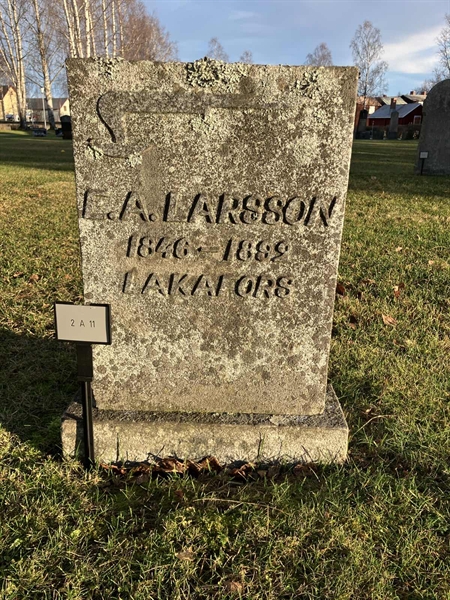 E.A. LARSSON
1846 - 1889
LAKAFORS
2 A 11